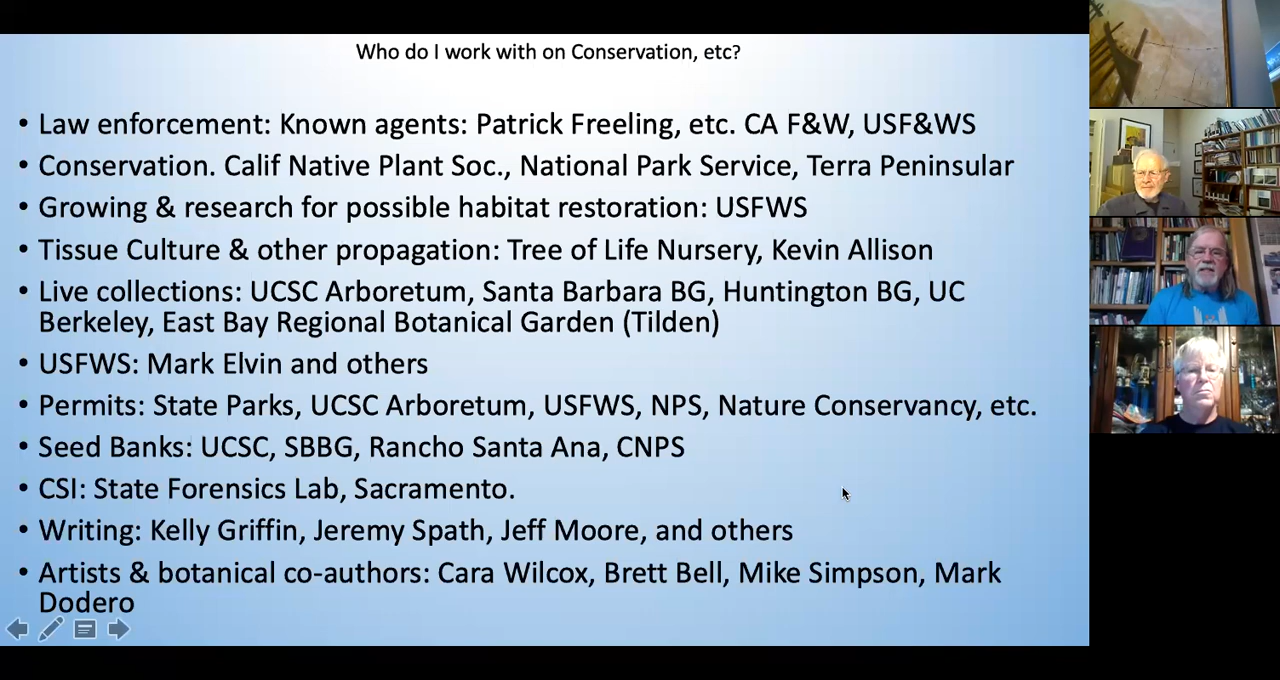 Who do I work with on Conservation, etc?
• Law enforcement: Known agents: Patrick Freeling, etc. CA F&W, USF&WS
• Conservation. Calif Native Plant Soc., National Park Service, Terra Peninsular
• Growing & research for possible habitat restoration: USFWS
• Tissue Culture & other propagation: Tree of Life Nursery, Kevin Allison
• Live collections: UCSC Arboretum, Santa Barbara BG, Huntington BG, UC
Berkeley, East Bay Regional Botanical Garden (Tilden)
• USFWS: Mark Elvin and others
• Permits: State Parks, UCSC Arboretum, USFWS, NPS, Nature Conservancy, etc.
• Seed Banks: UCSC, SBBG, Rancho Santa Ana, CNPS
• CSI: State Forensics Lab, Sacramento.
• Writing: Kelly Griffin, Jeremy Spath, Jeff Moore, and others
• Artists & botanical co-authors: Cara Wilcox, Brett Bell, Mike Simpson, Mark
Dodero